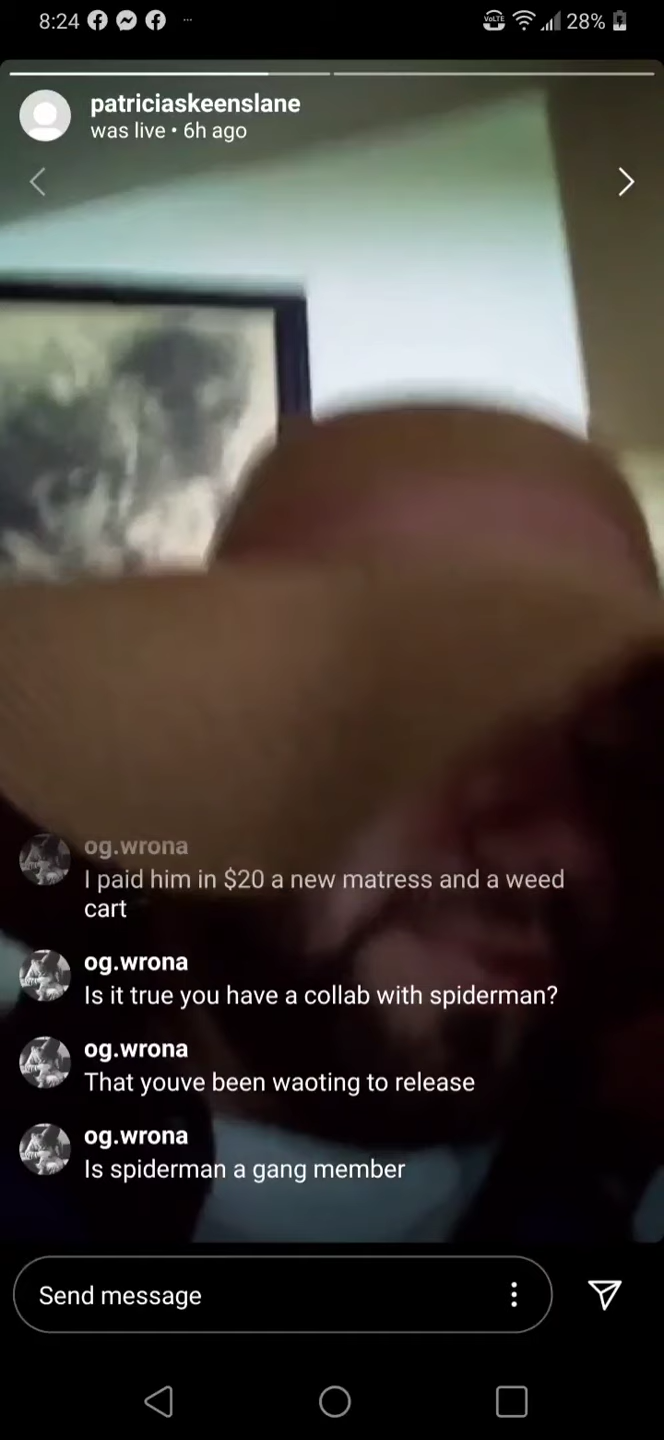 8:24 ... VoLTE 28%
patriciaskeenslane
was live • 6h ago
og.wrona
I paid him in $20 a new matress and a weed
cart
og.wrona
Is it true you have a collab with spiderman?
og.wrona
That youve been waoting to release
og.wrona
Is spiderman a gang member
Send message